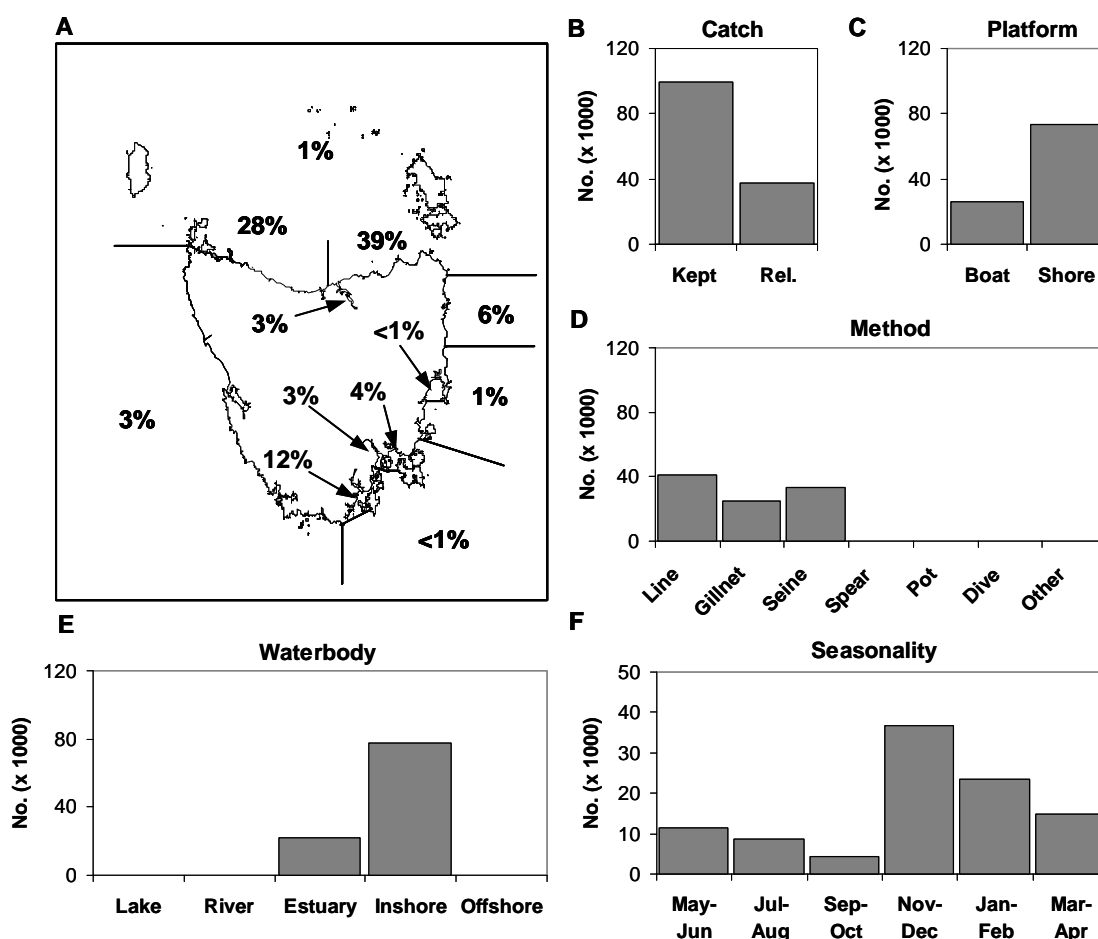 A
1%
28%
39%
3%
6%
<1%
1%
3%
3%
4%
12%
<1%
B
Catch
No. (x 1000)
120
80
40
0
Kept Rel.
C
Platform
No. (x 1000)
120
80
40
0
Boat Shore
D
Method
No. (x 1000)
120
80
40
0
Line Gillnet Seine Spear Pot Dive Other
E
Waterbody
No. (x 1000)
120
80
40
0
Lake River Estuary Inshore Offshore
F
Seasonality
No. (x 1000)
50
40
30
20
10
0
May- Jul- Sep- Nov- Jan- Mar-
Jun Aug Oct Dec Feb Apr